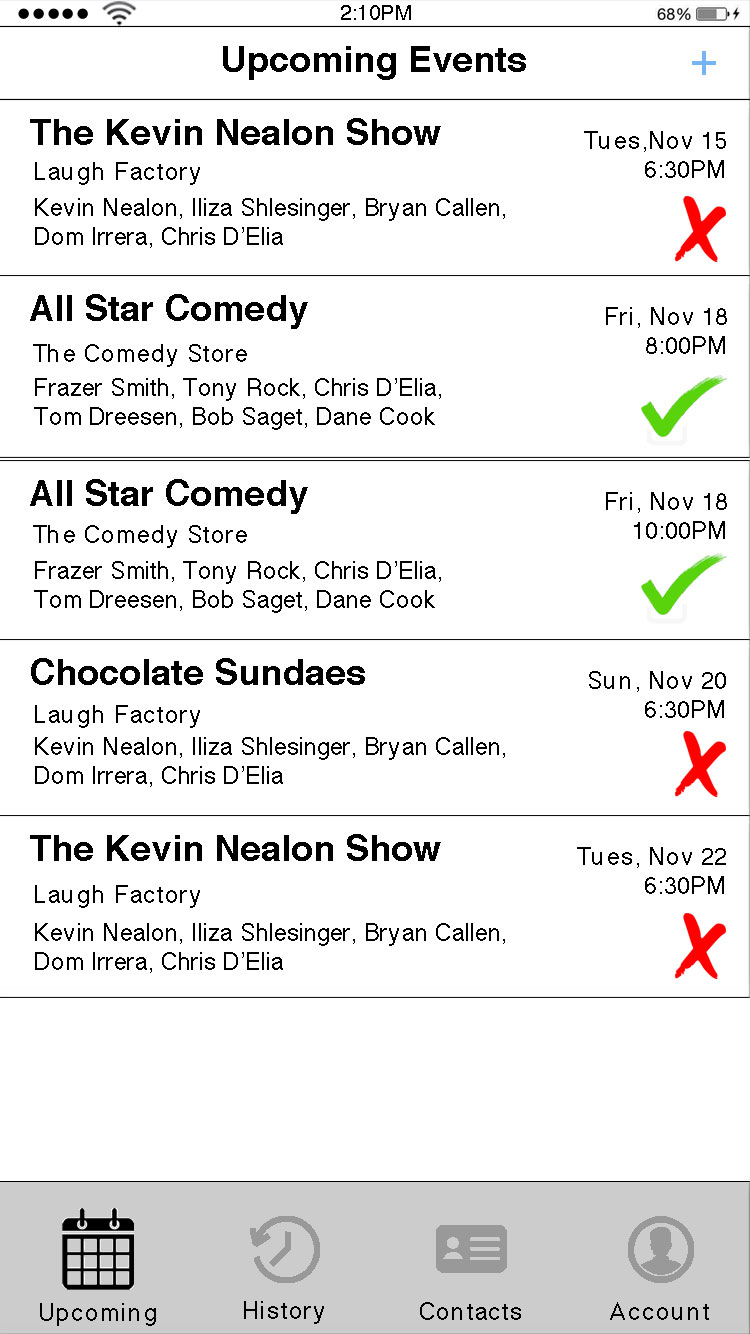 2:10PM
68%
Upcoming Events
+
The Kevin Nealon Show
Tues,Nov 15
Laugh Factory
6:30PM
Kevin Nealon, Iliza Shlesinger, Bryan Callen,
Dom Irrera, Chris D'Elia
All Star Comedy
Fri, Nov 18
The Comedy Store
8:00PM
Frazer Smith, Tony Rock, Chris D'Elia,
Tom Dreesen, Bob Saget, Dane Cook
All Star Comedy
Fri, Nov 18
The Comedy Store
10:00PM
Frazer Smith, Tony Rock, Chris D'Elia,
Tom Dreesen, Bob Saget, Dane Cook
Chocolate Sundaes
Sun, Nov 20
Laugh Factory
6:30PM
Kevin Nealon, Iliza Shlesinger, Bryan Callen,
Dom Irrera, Chris D'Elia
The Kevin Nealon Show
Tues, Nov 22
Laugh Factory
6:30PM
Kevin Nealon, Iliza Shlesinger, Bryan Callen,
Dom Irrera, Chris D'Elia
Upcoming
History
Contacts
Account